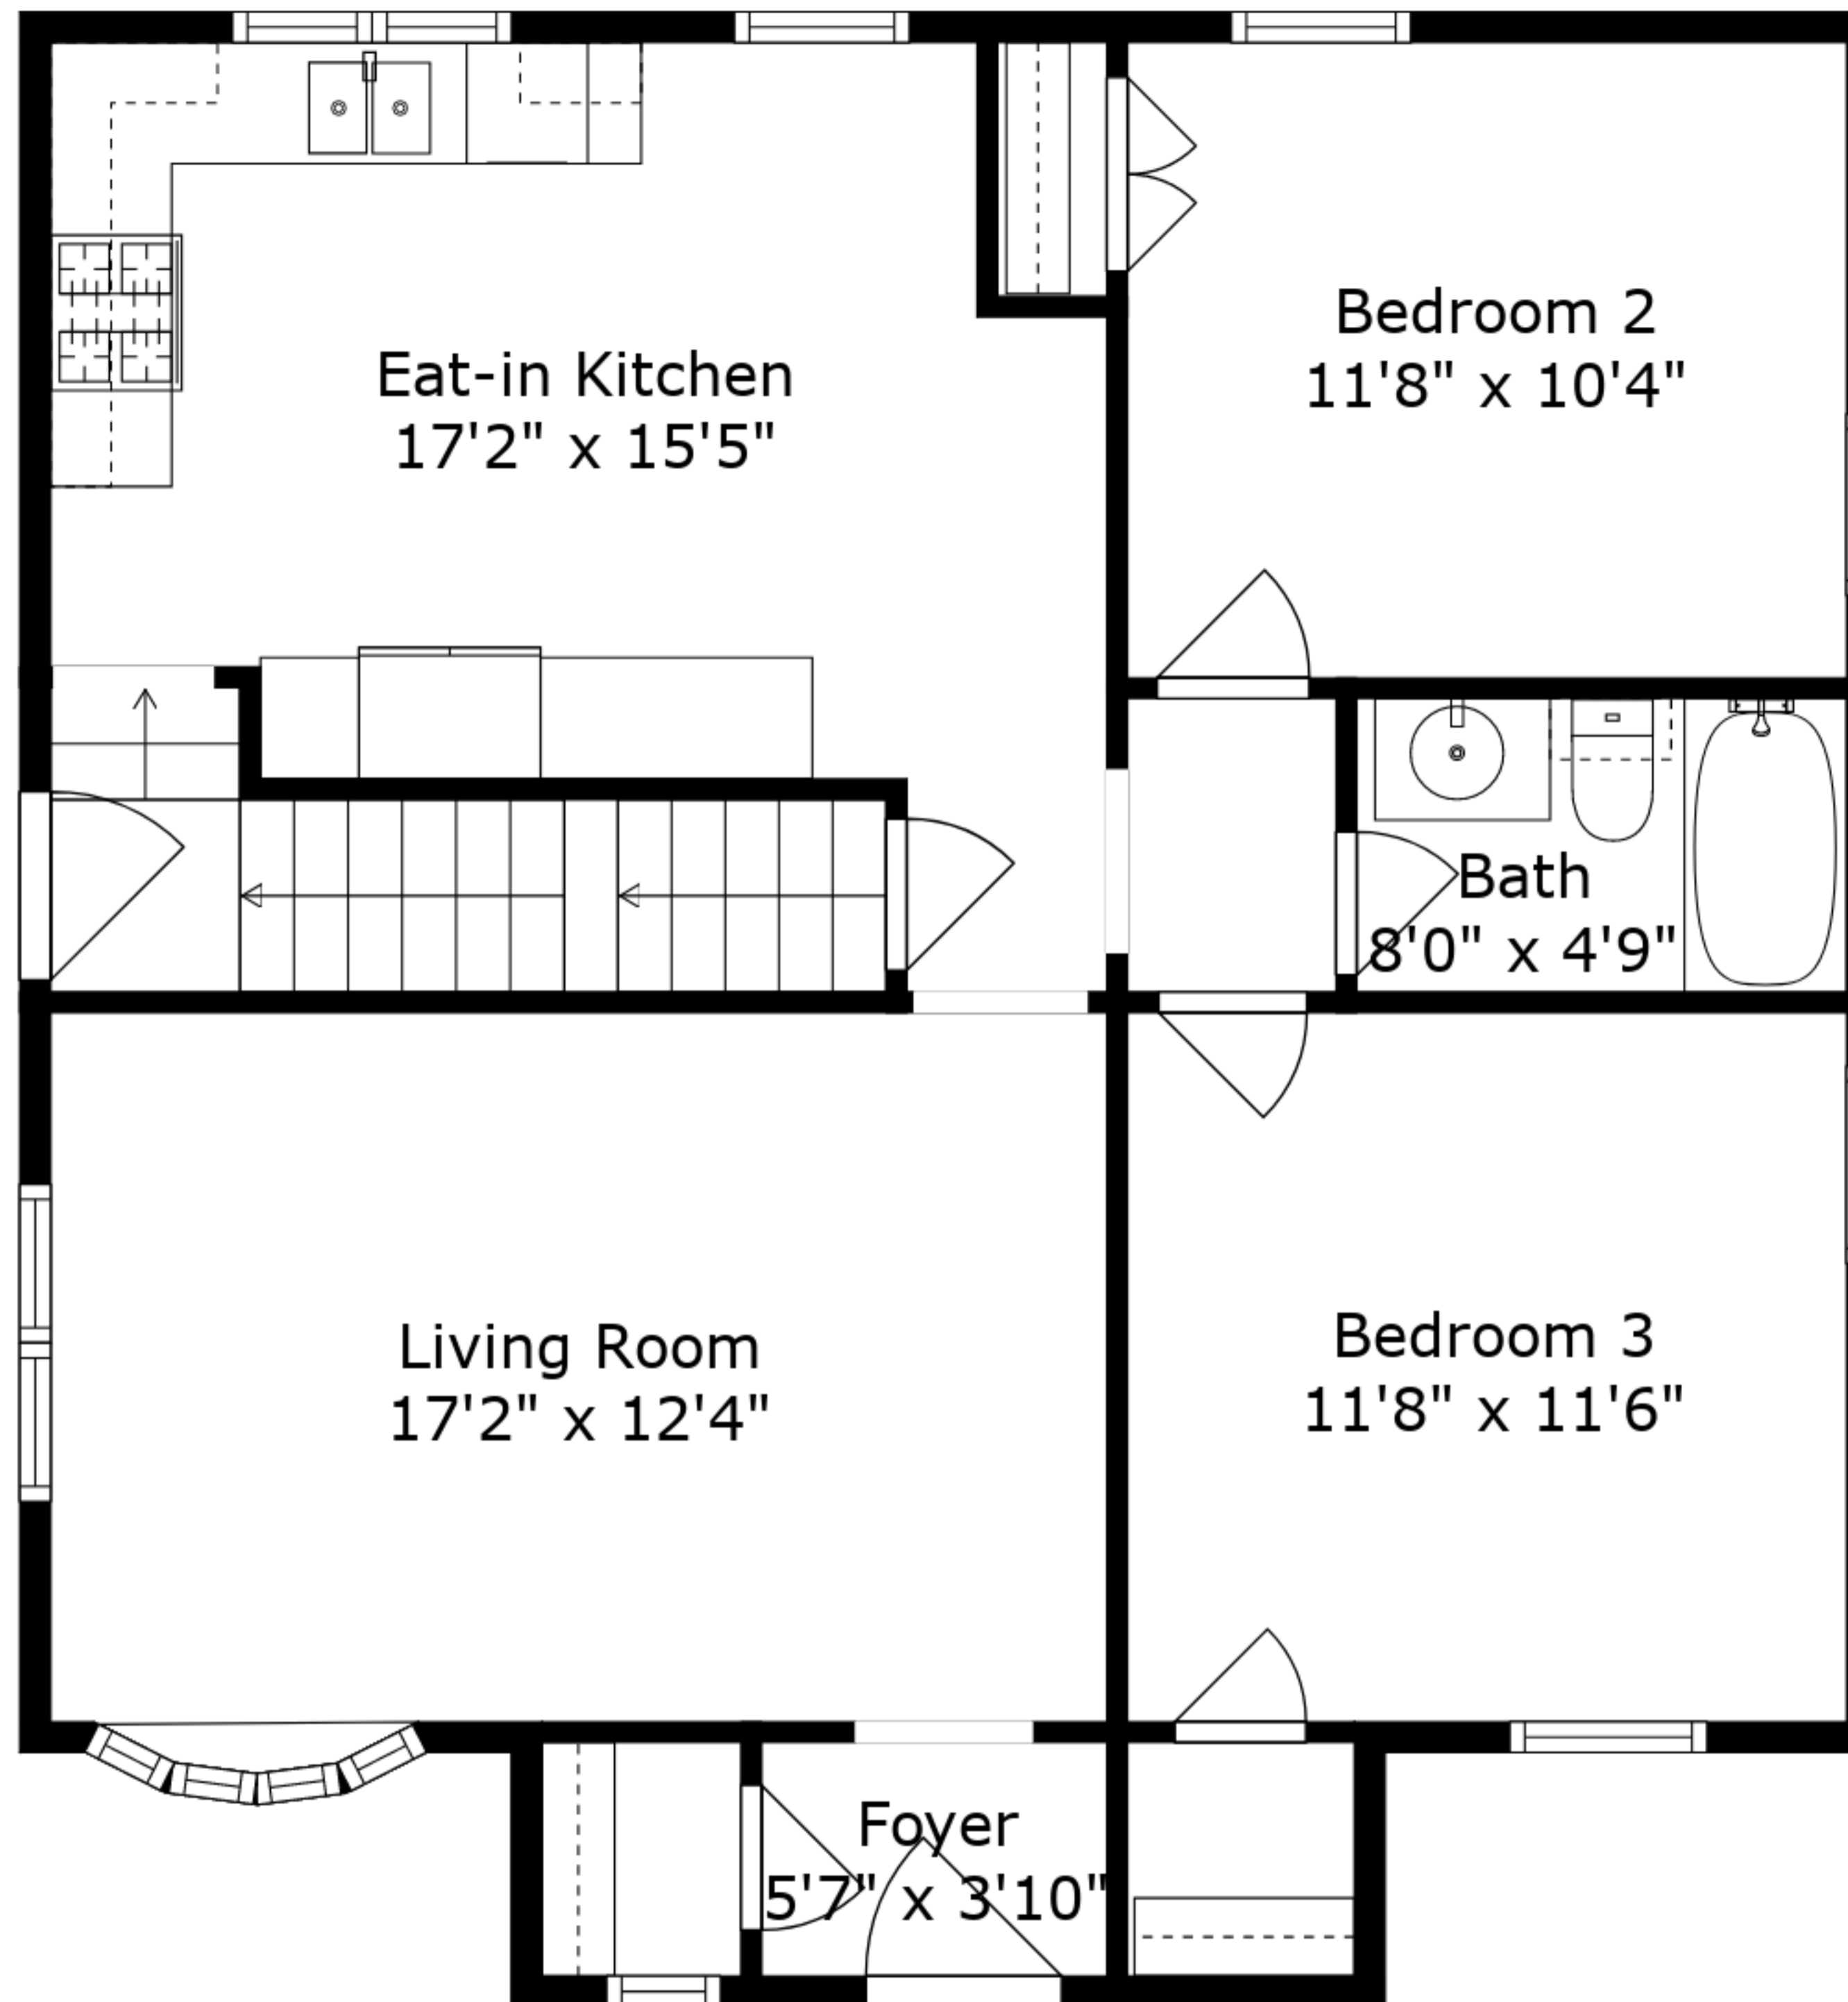 Bedroom 2
11'8" x 10'4"
Eat-in Kitchen
17'2" x 15'5"
Bath
8'0" x 4'9"
Living Room
17'2" x 12'4"
Bedroom 3
11'8" x 11'6"
Foyer
5'7" x 3'10"